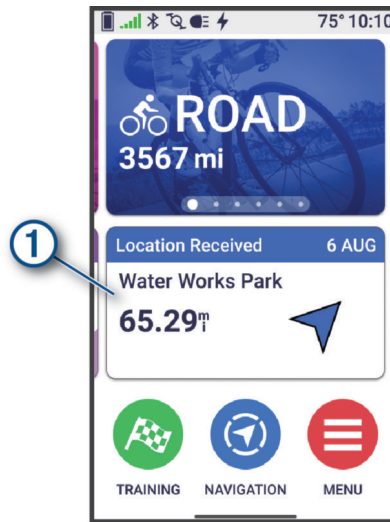 75° 10:10
ROAD
3567 mi
1
Location Received 6 AUG
Water Works Park
65.29 mi
TRAINING NAVIGATION MENU